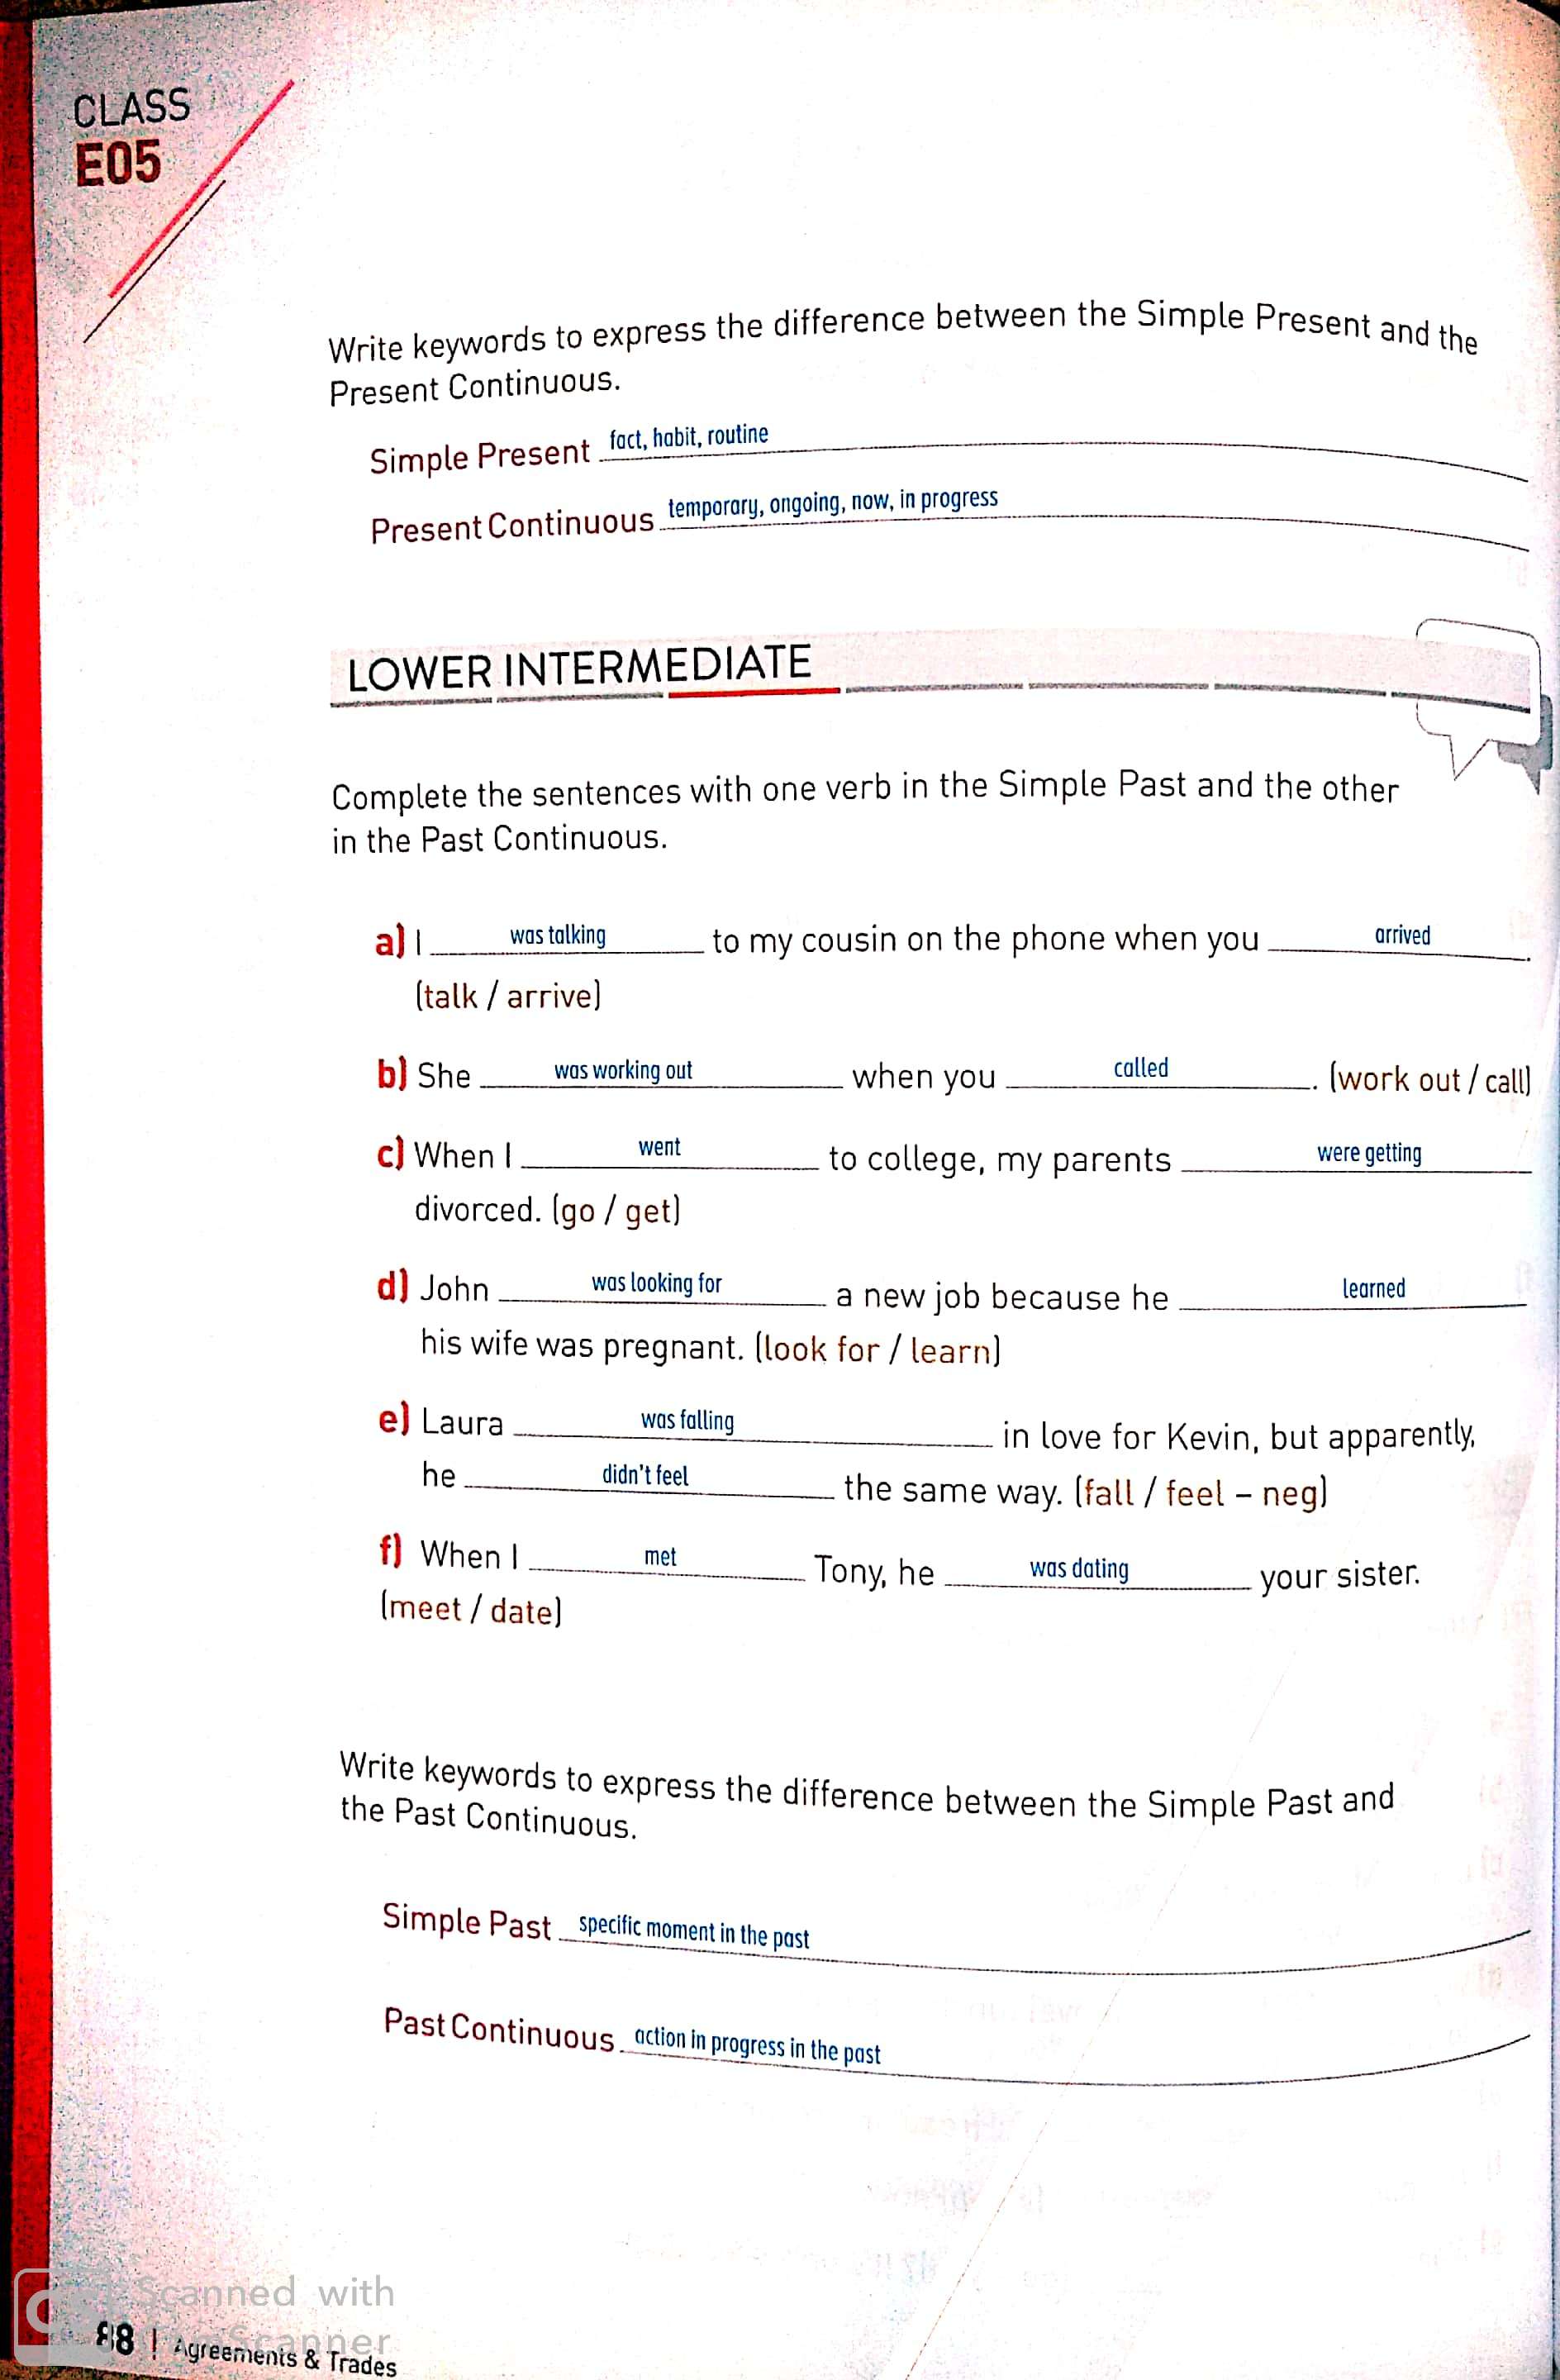 CLASS
E05
Write keywords to express the difference between the Simple Present and the
Present Continuous.
Simple Present fact, habit, routine
Present Continuous temporary, ongoing, now, in progress
LOWER INTERMEDIATE
Complete the sentences with one verb in the Simple Past and the other
in the Past Continuous.
a) I was talking to my cousin on the phone when you arrived.
(talk / arrive)
b) She was working out when you called. (work out / call)
c) When I went to college, my parents were getting
divorced. (go / get)
d) John was looking for a new job because he learned
his wife was pregnant. (look for / learn)
e) Laura was falling in love for Kevin, but apparently,
he didn't feel the same way. (fall / feel – neg)
f) When I met Tony, he was dating your sister.
(meet / date)
Write keywords to express the difference between the Simple Past and
the Past Continuous.
Simple Past specific moment in the past
Past Continuous action in progress in the past
Scanned with
CS CamScanner
88 | Agreements & Trades